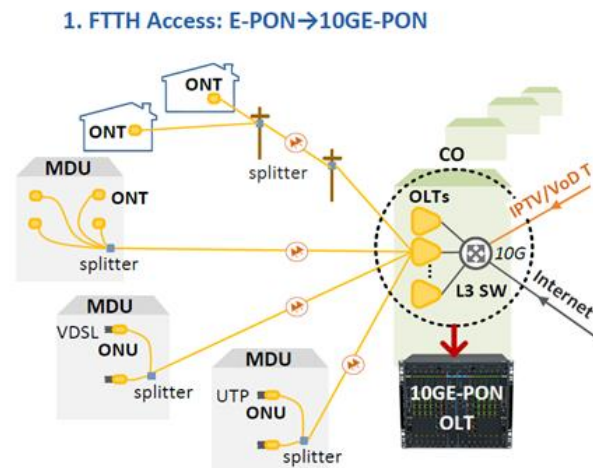 1. FTTH Access: E-PON→10GE-PON
ONT
ONT
splitter
MDU
ONT
splitter
MDU
VDSL
ONU
splitter
MDU
UTP
ONU
splitter
CO
OLTs
10G
L3 SW
IPTV/VoD T
Internet
10GE-PON
OLT